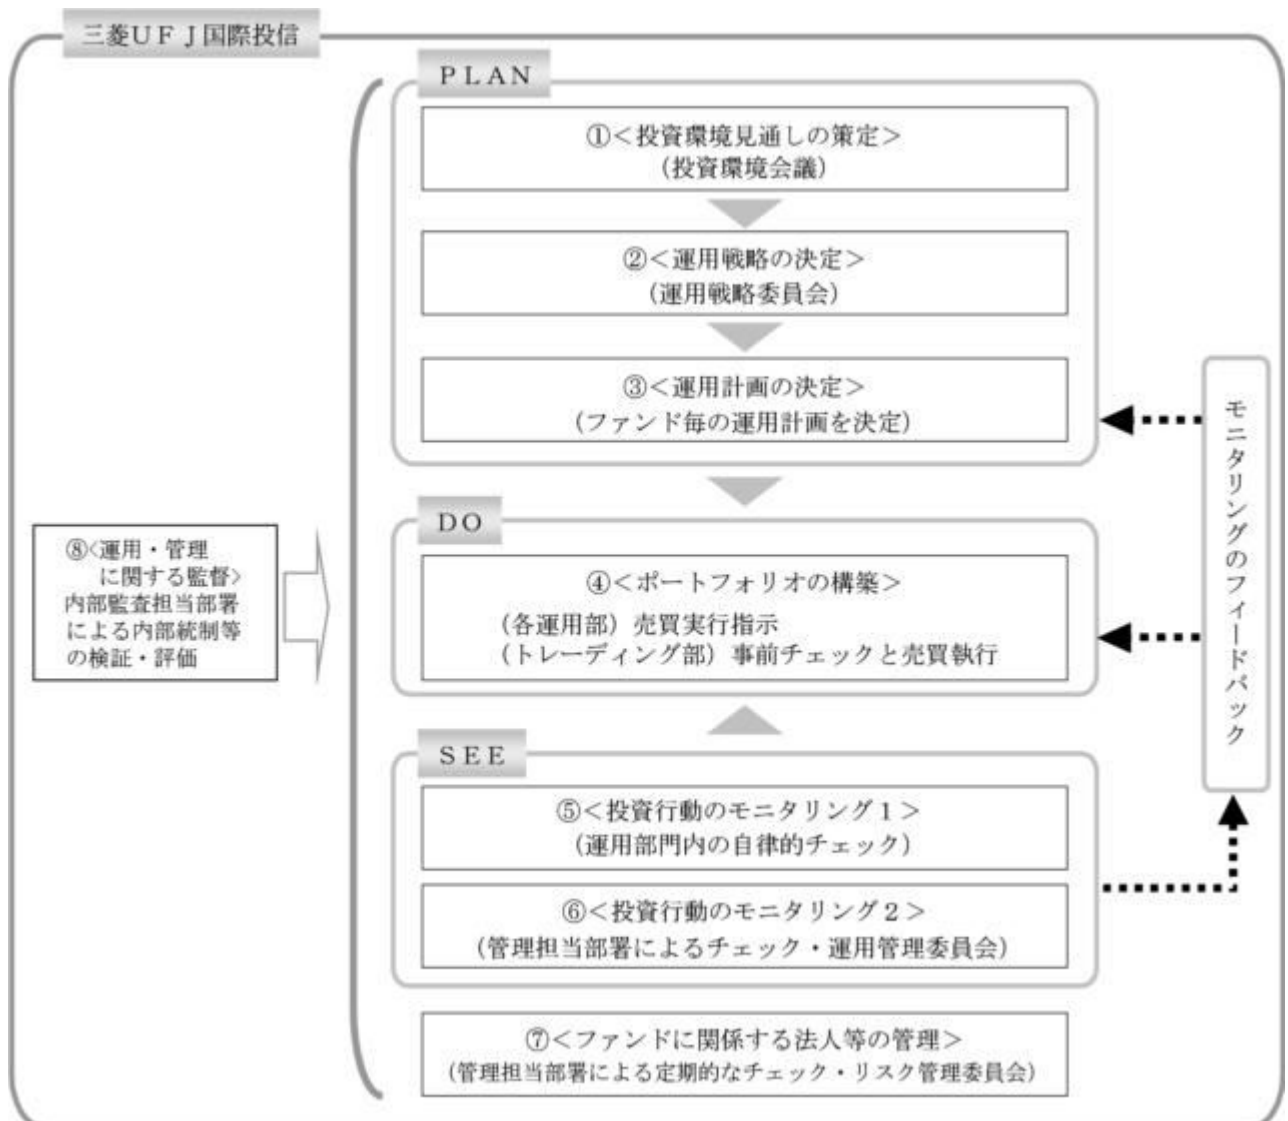 三菱UFJ国際投信
PLAN
①<投資環境見通しの策定>
(投資環境会議)
②<運用戦略の決定>
(運用戦略委員会)
③<運用計画の決定>
(ファンド毎の運用計画を決定)
DO
④<ポートフォリオの構築>
(各運用部)売買実行指示
(トレーディング部)事前チェックと売買執行
SEE
⑤<投資行動のモニタリング1>
(運用部門内の自律的チェック)
⑥<投資行動のモニタリング2>
(管理担当部署によるチェック・運用管理委員会)
⑦<ファンドに関係する法人等の管理>
(管理担当部署による定期的なチェック・リスク管理委員会)
⑧<運用・管理
に関する監督>
内部監査担当部署
による内部統制等
の検証・評価
モニタリングのフィードバック